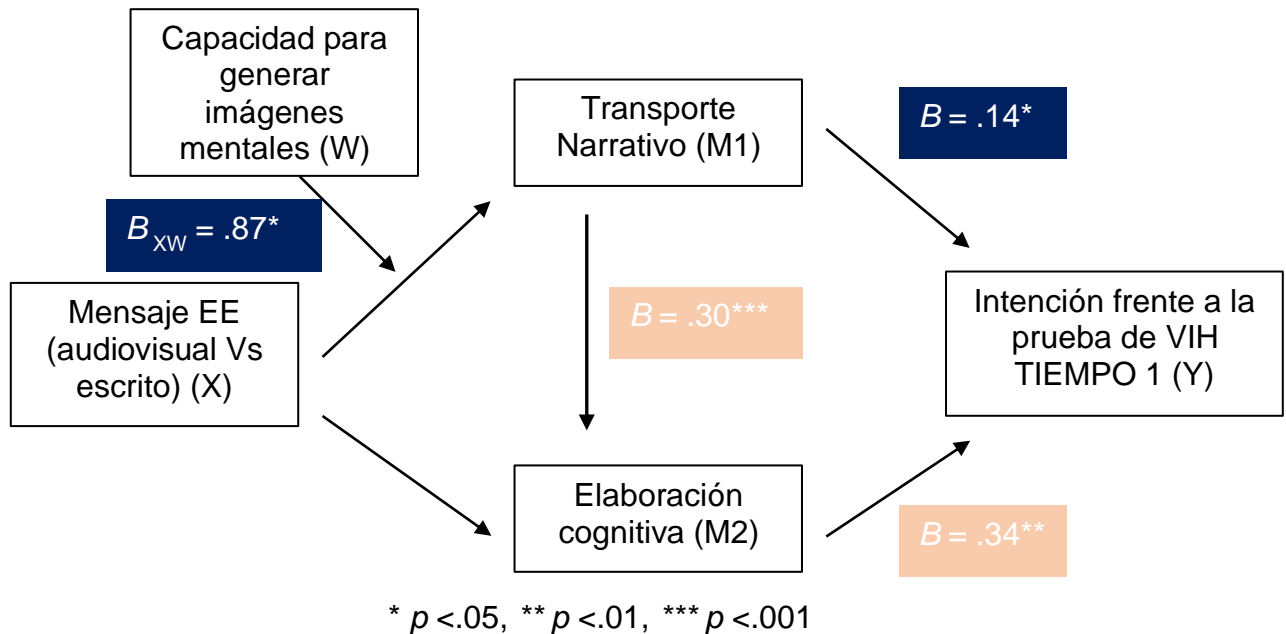 Capacidad para
generar
imágenes
mentales (W)
Transporte
Narrativo (M1)
B = .14*
B XW = .87*
Mensaje EE
(audiovisual Vs
escrito) (X)
B = .30***
Intención frente a la
prueba de VIH
TIEMPO 1 (Y)
Elaboración
cognitiva (M2)
B = .34**
* p <.05, ** p <.01, *** p <.001